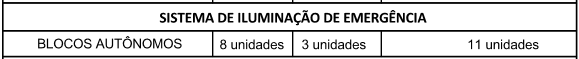 SISTEMA DE ILUMINAÇÃO DE EMERGÊNCIA
BLOCOS AUTÔNOMOS 8 unidades 3 unidades 11 unidades